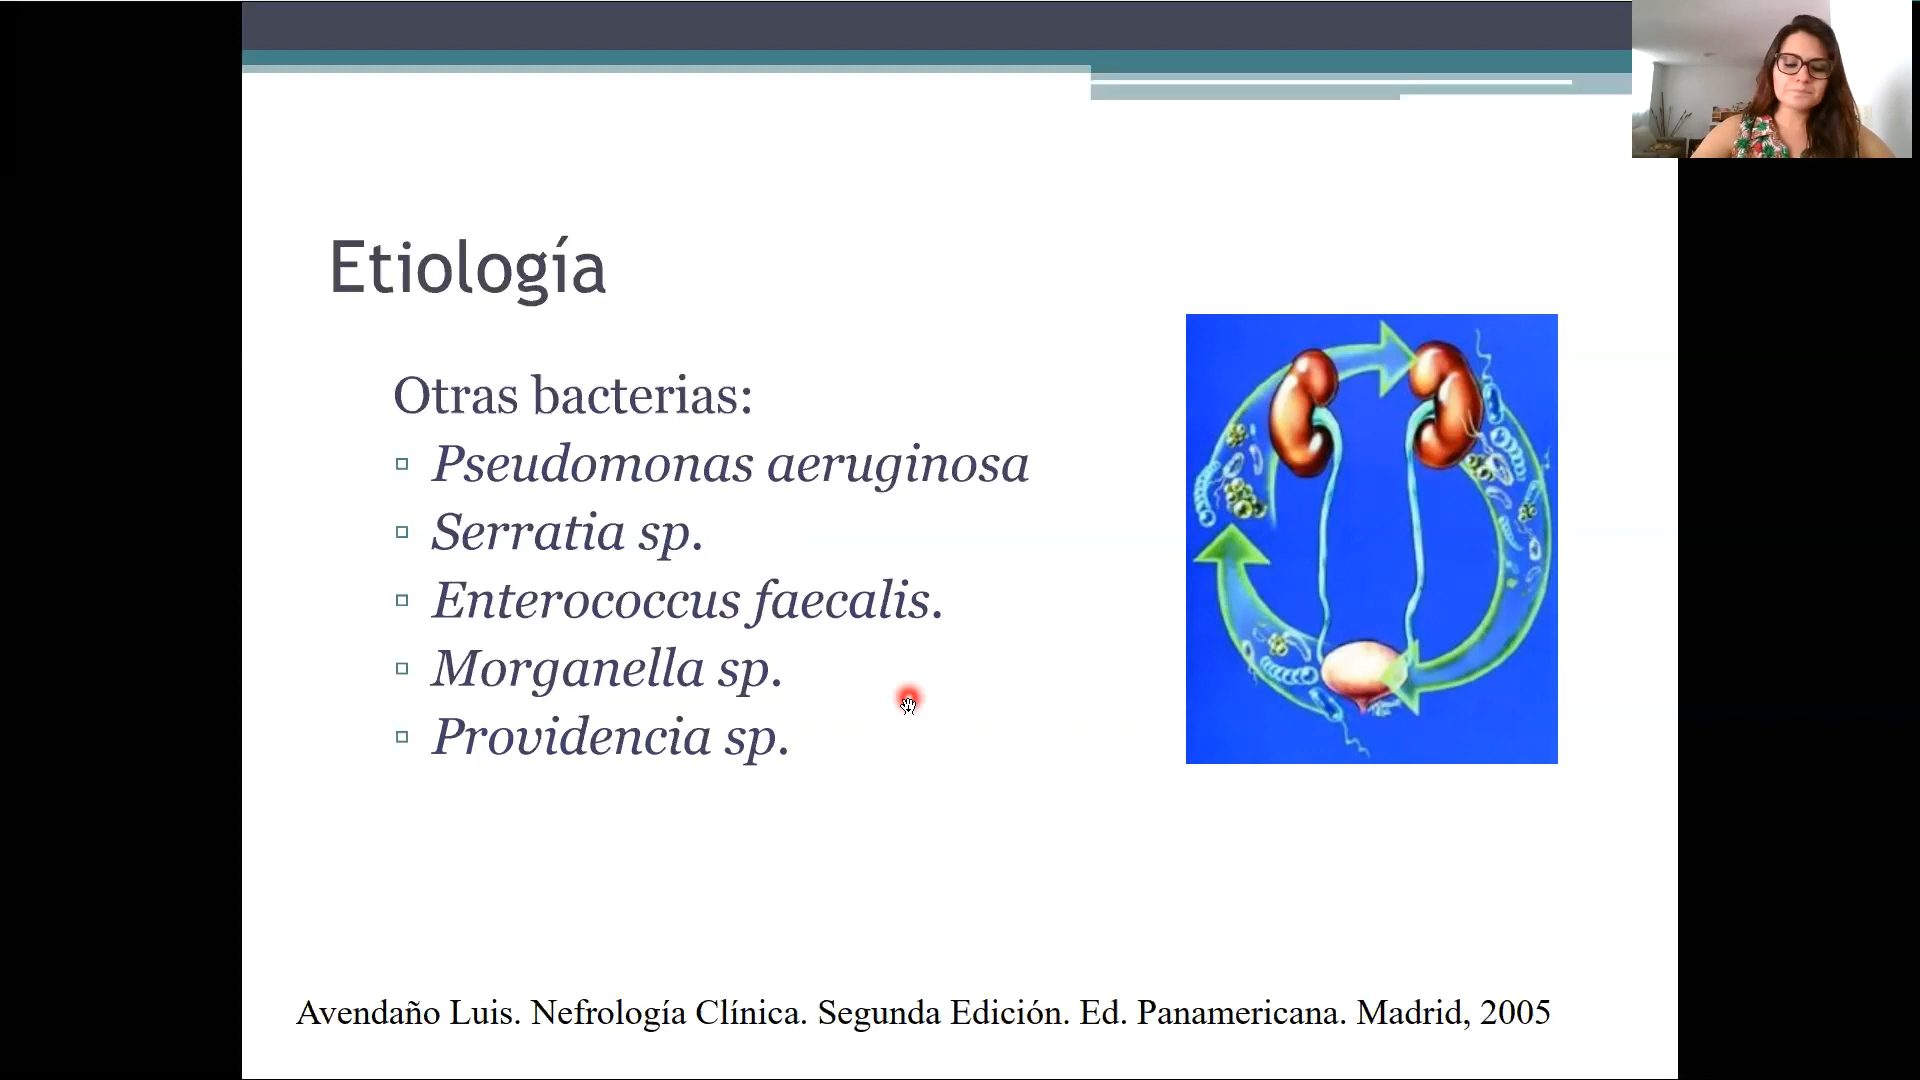 Etiología
Otras bacterias:
Pseudomonas aeruginosa
Serratia sp.
Enterococcus faecalis.
Morganella sp.
Providencia sp.
Avendaño Luis. Nefrología Clínica. Segunda Edición. Ed. Panamericana. Madrid, 2005